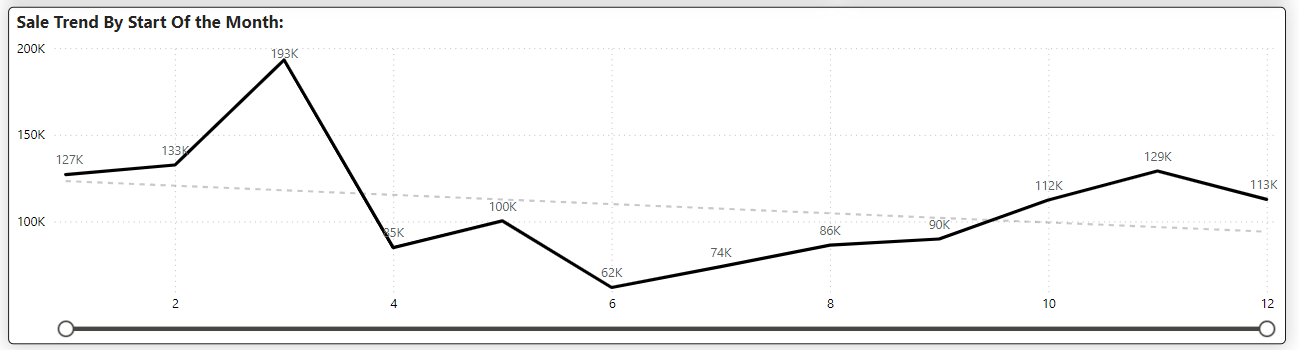 Sale Trend By Start Of the Month:
200K
193K
150K
133K
127K
129K
113K
112K
100K
100K
85K
90K
86K
74K
62K
2 4 6 8 10 12